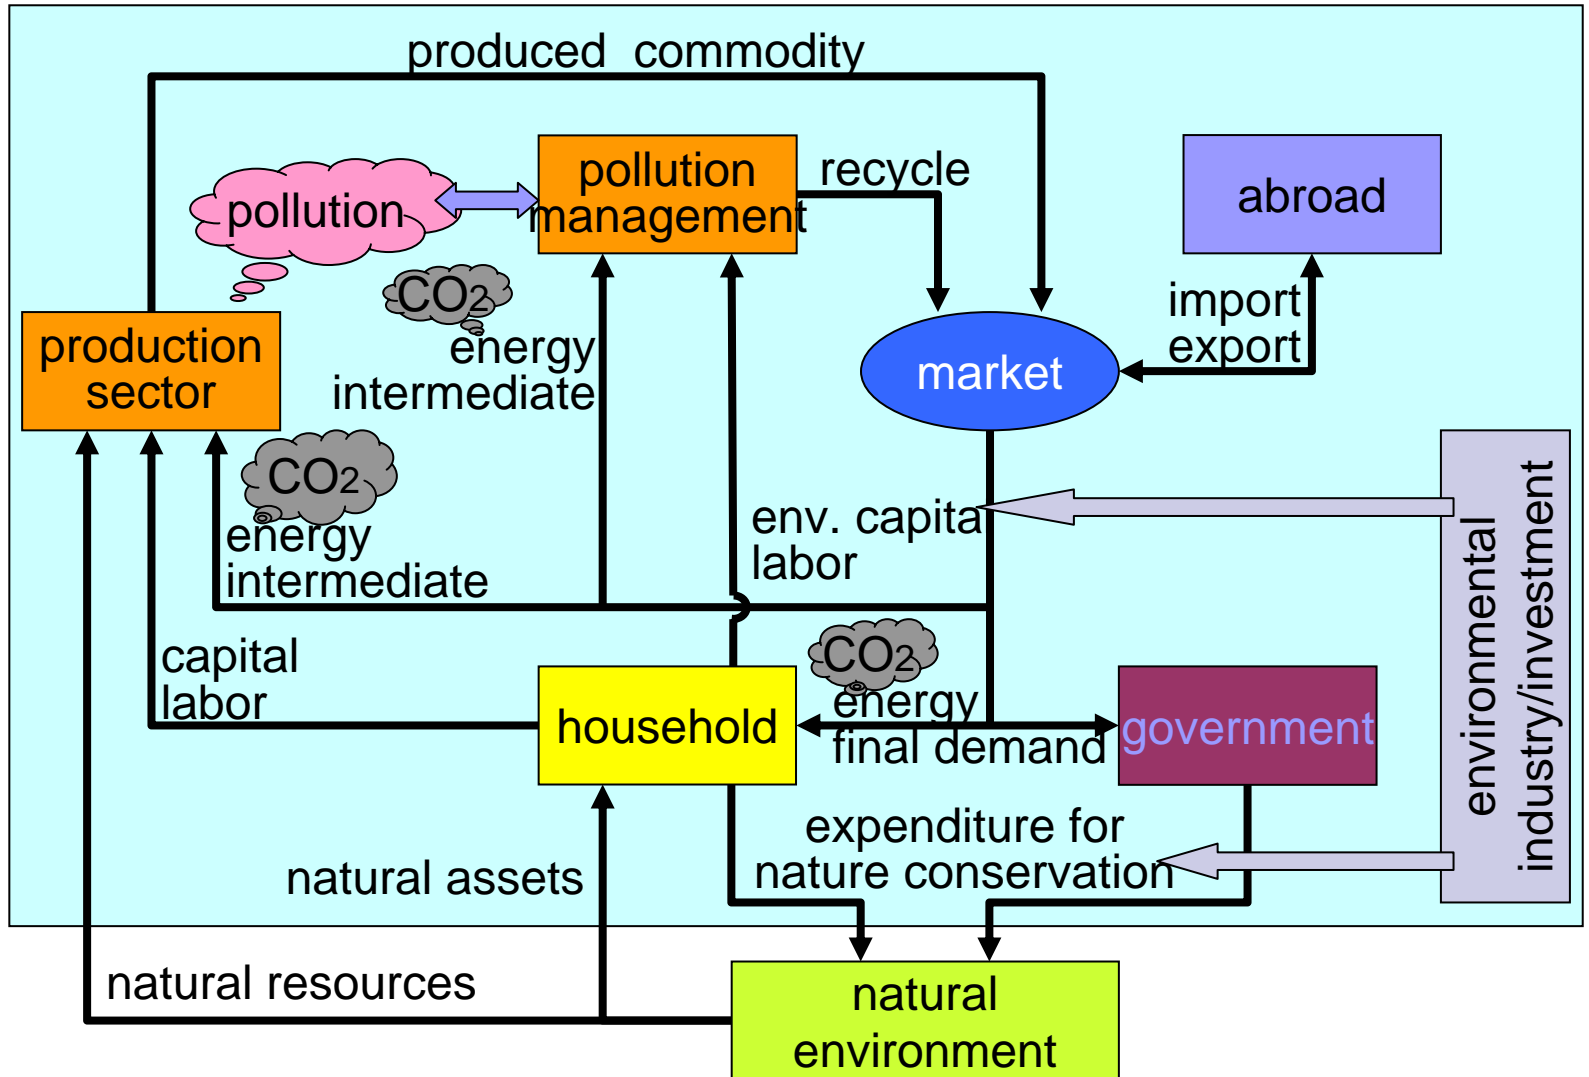 produced commodity
pollution
management
recycle
abroad
pollution
CO2
import
export
energy
intermediate
production
sector
market
CO2
energy
intermediate
env. capita
labor
environmental
industry/investment
capital
labor
CO2
household
energy
final demand
government
expenditure for
nature conservation
natural assets
natural resources
natural
environment